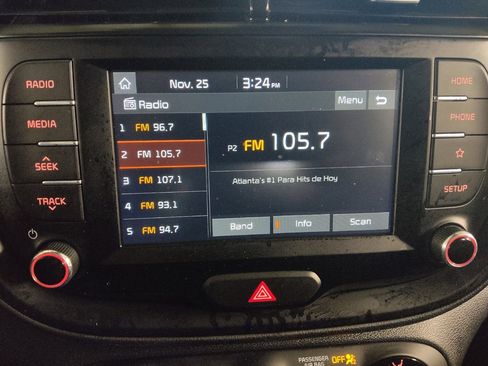 RADIO
MEDIA
SEEK
TRACK
Nov. 25
3:24 PM
Radio
Menu
1 FM 96.7
2 FM 105.7
3 FM 107.1
4 FM 93.1
5 FM 94.7
P2 FM 105.7
Atlanta's #1 Para Hits de Hoy
Band
Info
Scan
HOME
PHONE
SETUP
PASSENGER
AIR BAG
OFF